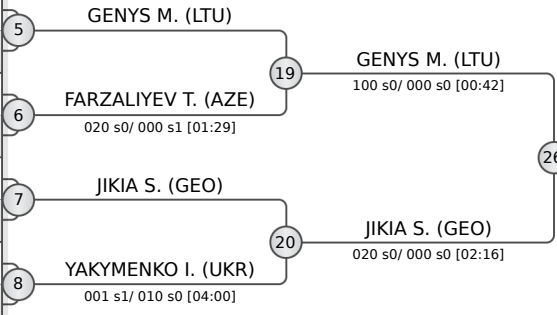 GENYS M. (LTU)
5
19
GENYS M. (LTU)
100 s0/ 000 s0 [00:42]
FARZALIYEV T. (AZE)
6
020 s0/ 000 s1 [01:29]
26
JIKIA S. (GEO)
7
20
JIKIA S. (GEO)
020 s0/ 000 s0 [02:16]
YAKYMENKO I. (UKR)
8
001 s1/ 010 s0 [04:00]